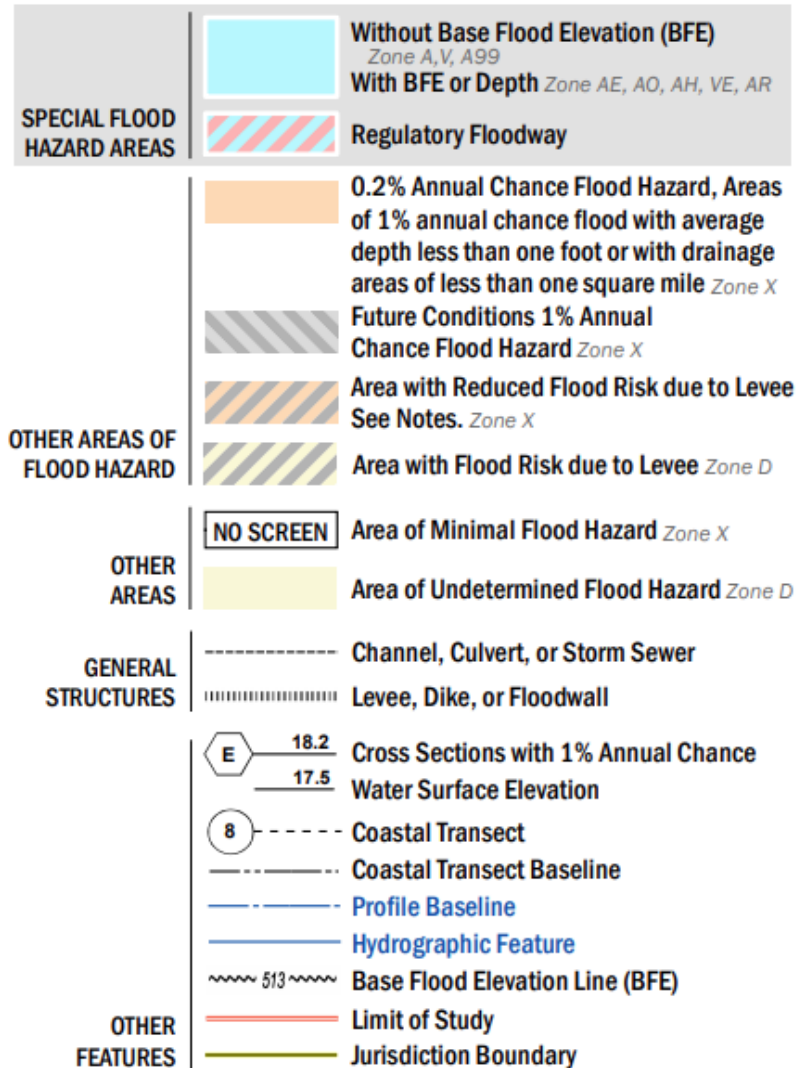 SPECIAL FLOOD
HAZARD AREAS
Without Base Flood Elevation (BFE)
Zone A,V, A99
With BFE or Depth Zone AE, AO, AH, VE, AR
Regulatory Floodway
OTHER AREAS OF
FLOOD HAZARD
0.2% Annual Chance Flood Hazard, Areas
of 1% annual chance flood with average
depth less than one foot or with drainage
areas of less than one square mile Zone X
Future Conditions 1% Annual
Chance Flood Hazard Zone X
Area with Reduced Flood Risk due to Levee
See Notes. Zone X
Area with Flood Risk due to Levee Zone D
OTHER
AREAS
NO SCREEN Area of Minimal Flood Hazard Zone X
Area of Undetermined Flood Hazard Zone D
GENERAL
STRUCTURES
Channel, Culvert, or Storm Sewer
Levee, Dike, or Floodwall
OTHER
FEATURES
E 18.2 Cross Sections with 1% Annual Chance
17.5 Water Surface Elevation
8 Coastal Transect
Coastal Transect Baseline
Profile Baseline
Hydrographic Feature
513 Base Flood Elevation Line (BFE)
Limit of Study
Jurisdiction Boundary